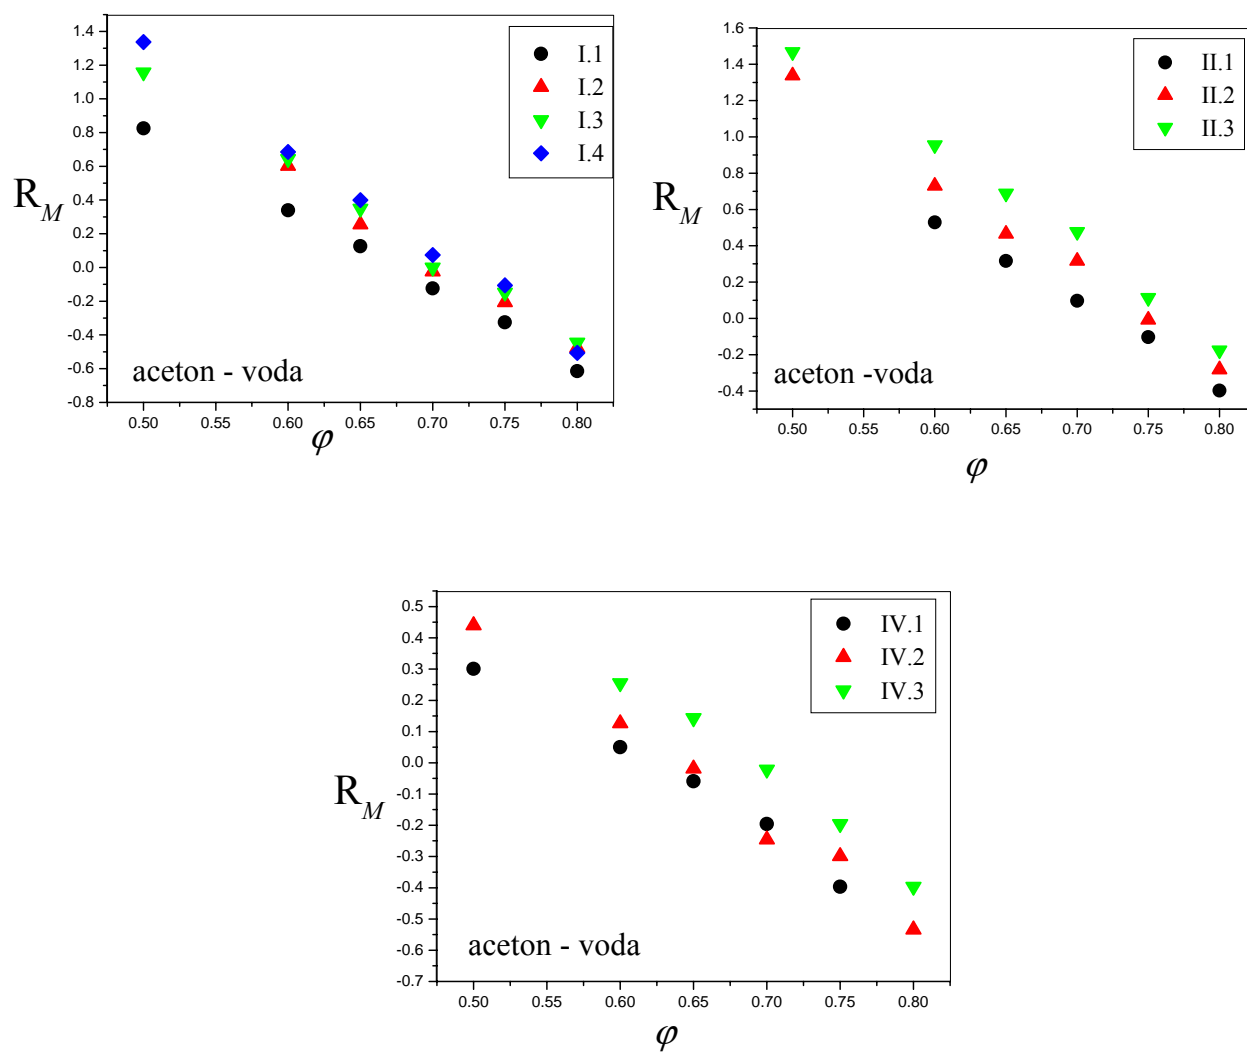 1.4
1.2
1.0
0.8
0.6
0.4
0.2
0.0
-0.2
-0.4
-0.6
-0.8
R_M
I.1
I.2
I.3
I.4
aceton - voda
0.50 0.55 0.60 0.65 0.70 0.75 0.80
φ
1.6
1.4
1.2
1.0
0.8
0.6
0.4
0.2
0.0
-0.2
-0.4
R_M
II.1
II.2
II.3
aceton -voda
0.50 0.55 0.60 0.65 0.70 0.75 0.80
φ
0.5
0.4
0.3
0.2
0.1
0.0
-0.1
-0.2
-0.3
-0.4
-0.5
-0.6
-0.7
R_M
IV.1
IV.2
IV.3
aceton - voda
0.50 0.55 0.60 0.65 0.70 0.75 0.80
φ